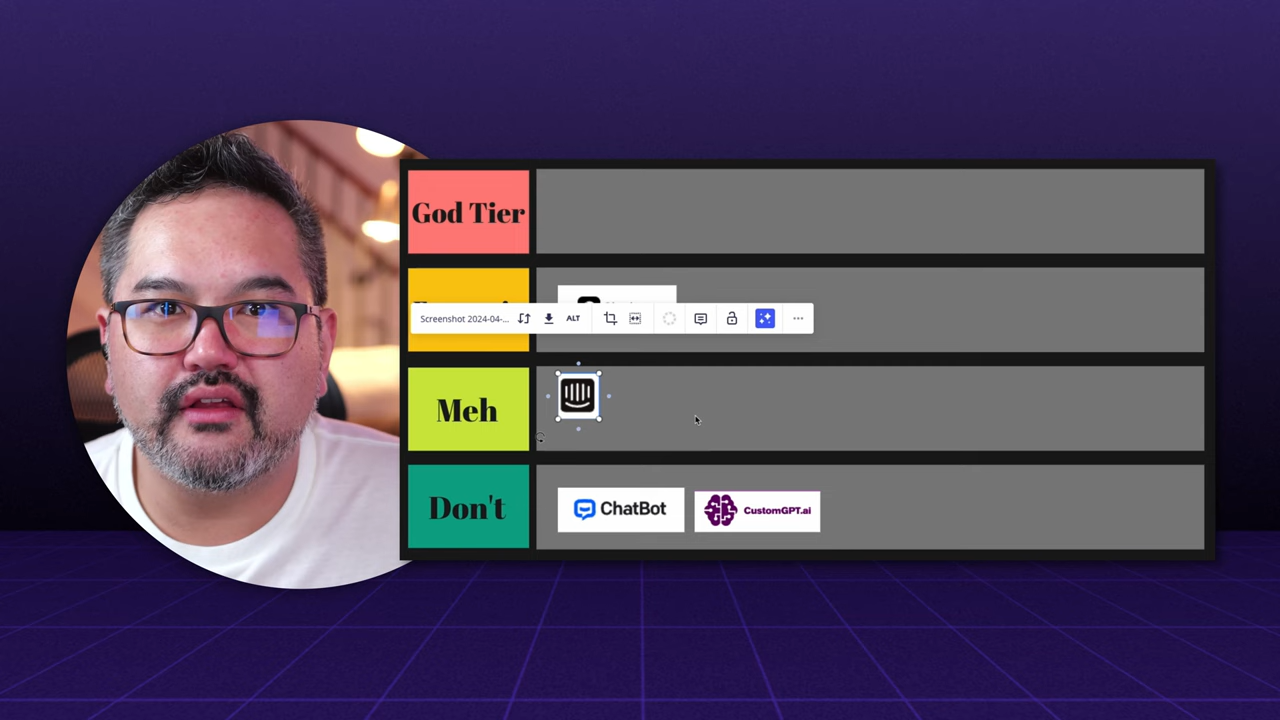 God Tier
Screenshot 2024-04-...
ALT
Meh
Don't
ChatBot
CustomGPT.ai